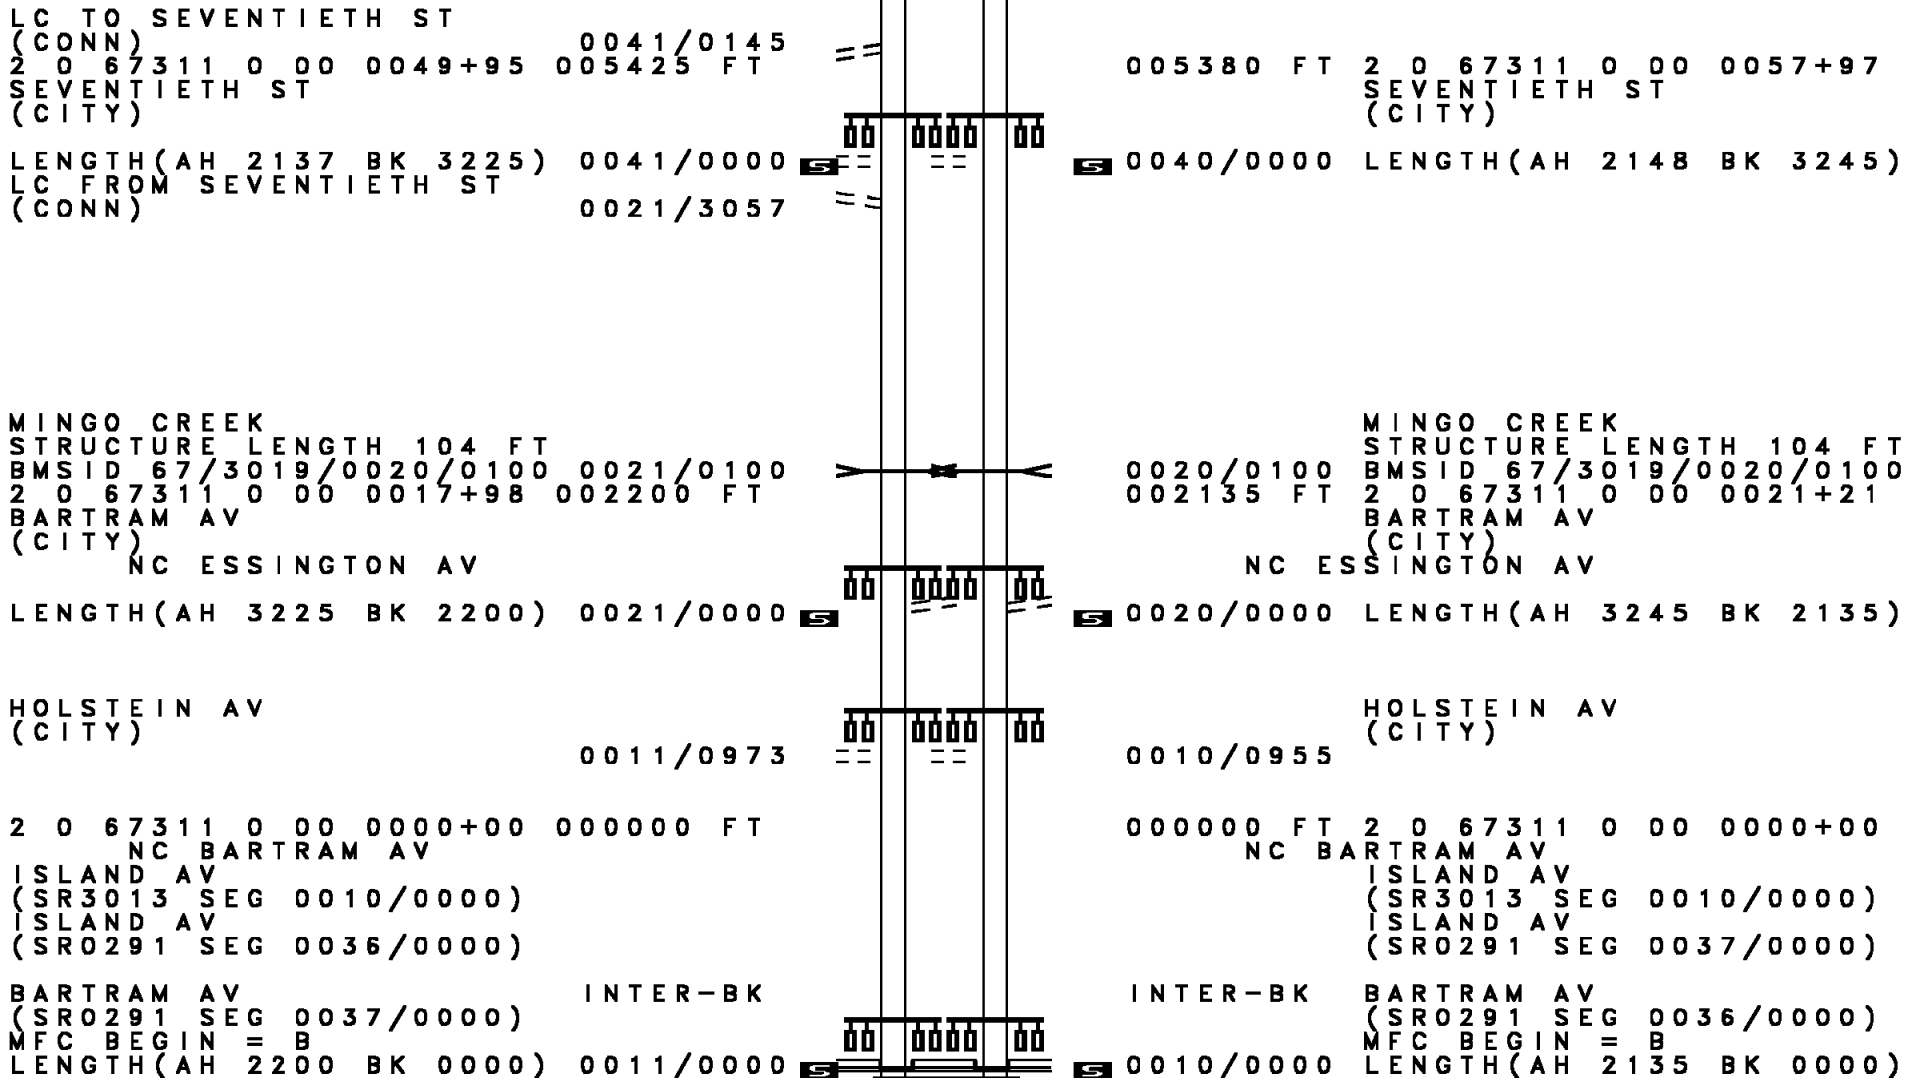 LC TO SEVENTIETH ST
(CONN) 0041/0145
2 0 67311 0 00 0049+95 005425 FT 005380 FT 2 0 67311 0 00 0057+97
SEVENTIETH ST SEVENTIETH ST
(CITY) (CITY)
LENGTH(AH 2137 BK 3225) 0041/0000 S S 0040/0000 LENGTH(AH 2148 BK 3245)
LC FROM SEVENTIETH ST
(CONN) 0021/3057
MINGO CREEK MINGO CREEK
STRUCTURE LENGTH 104 FT STRUCTURE LENGTH 104 FT
BMSID 67/3019/0020/0100 0021/0100 0020/0100 BMSID 67/3019/0020/0100
2 0 67311 0 00 0017+98 002200 FT 002135 FT 2 0 67311 0 00 0021+21
BARTRAM AV BARTRAM AV
(CITY) (CITY)
NC ESSINGTON AV NC ESSINGTON AV
LENGTH(AH 3225 BK 2200) 0021/0000 S S 0020/0000 LENGTH(AH 3245 BK 2135)
HOLSTEIN AV HOLSTEIN AV
(CITY) (CITY)
0011/0973 0010/0955
2 0 67311 0 00 0000+00 000000 FT 000000 FT 2 0 67311 0 00 0000+00
NC BARTRAM AV NC BARTRAM AV
ISLAND AV ISLAND AV
(SR3013 SEG 0010/0000) (SR3013 SEG 0010/0000)
ISLAND AV ISLAND AV
(SR0291 SEG 0036/0000) (SR0291 SEG 0037/0000)
BARTRAM AV INTER-BK INTER-BK BARTRAM AV
(SR0291 SEG 0037/0000) (SR0291 SEG 0036/0000)
MFC BEGIN = B MFC BEGIN = B
LENGTH(AH 2200 BK 0000) 0011/0000 S S 0010/0000 LENGTH(AH 2135 BK 0000)